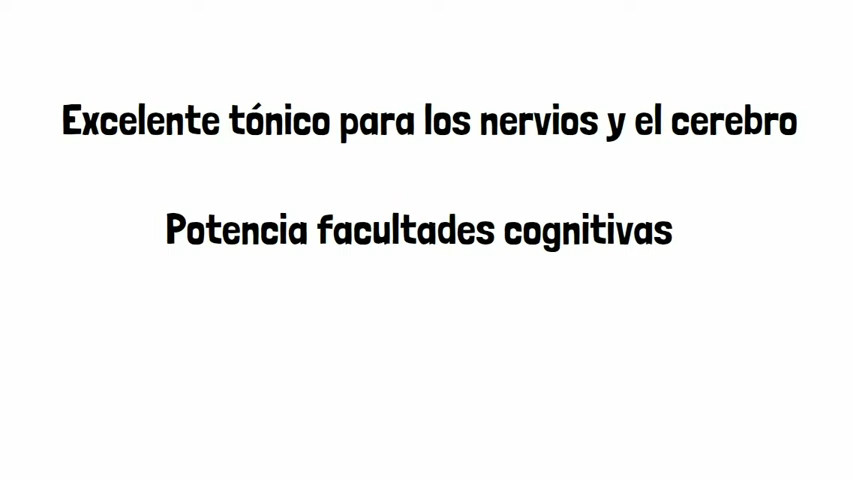 Excelente tónico para los nervios y el cerebro
Potencia facultades cognitivas